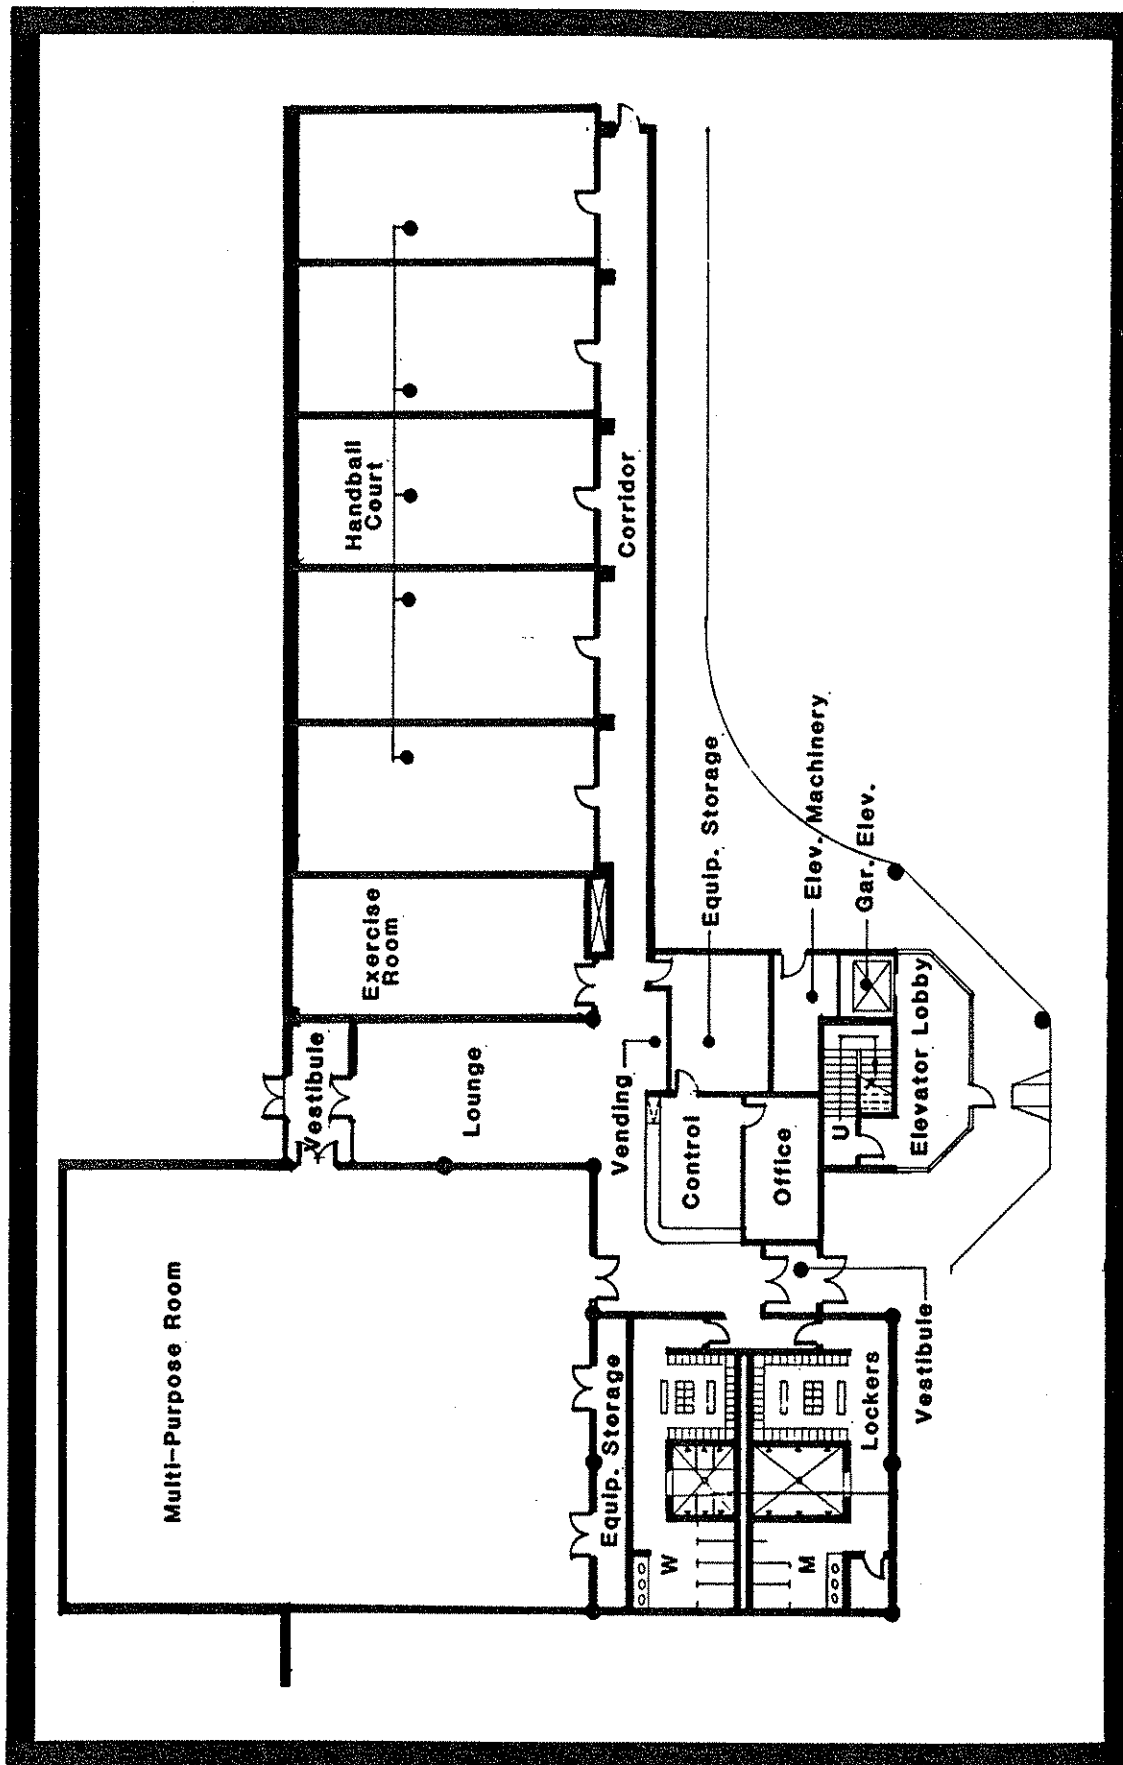 Multi-Purpose Room
Vestibule
Lounge
Exercise
Room
Handball
Court
Corridor
Equip. Storage
Vending
Control
Office
Equip. Storage
Elev. Machinery
Gar. Elev.
U
Elevator Lobby
W
M
Lockers
Vestibule